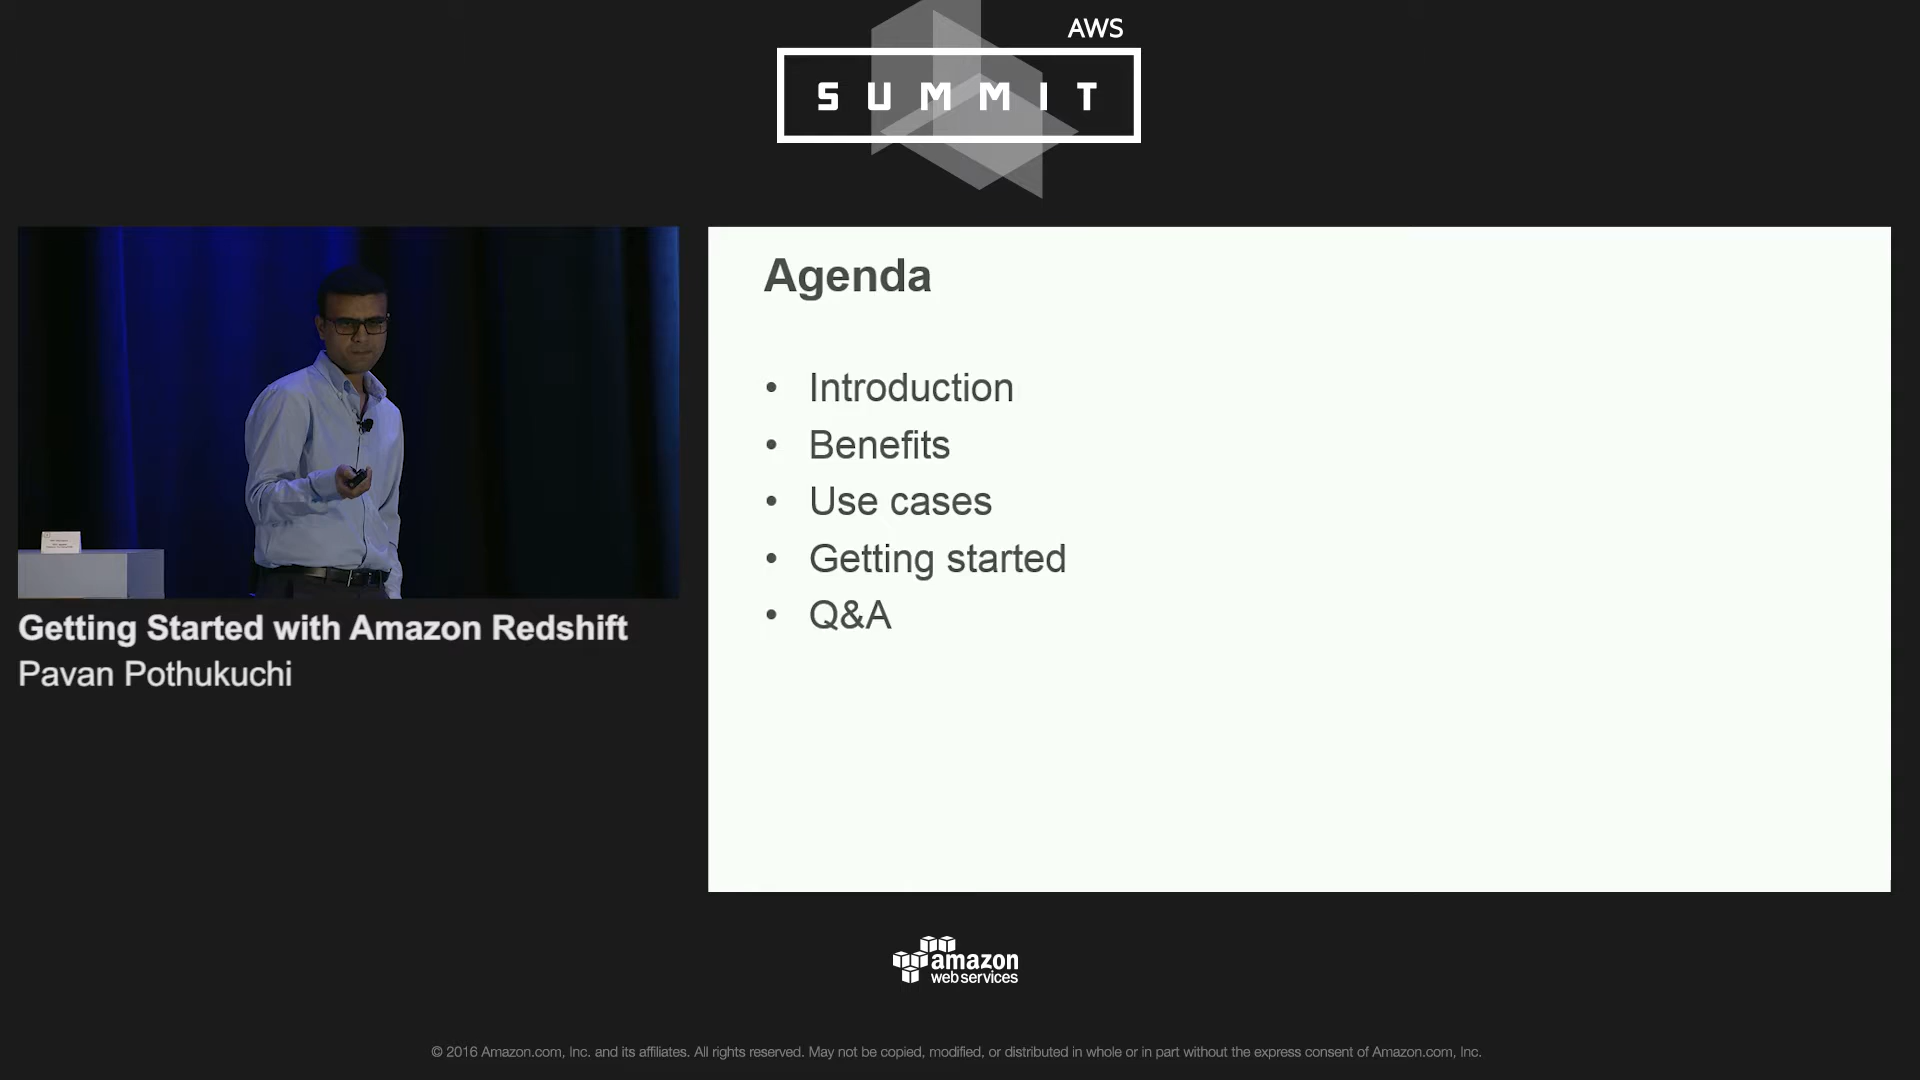 AWS
SUMMIT
Agenda
• Introduction
• Benefits
• Use cases
• Getting started
• Q&A
Getting Started with Amazon Redshift
Pavan Pothukuchi
amazon
webservices
© 2016 Amazon.com, Inc. and its affiliates. All rights reserved. May not be copied, modified, or distributed in whole or in part without the express consent of Amazon.com, Inc.